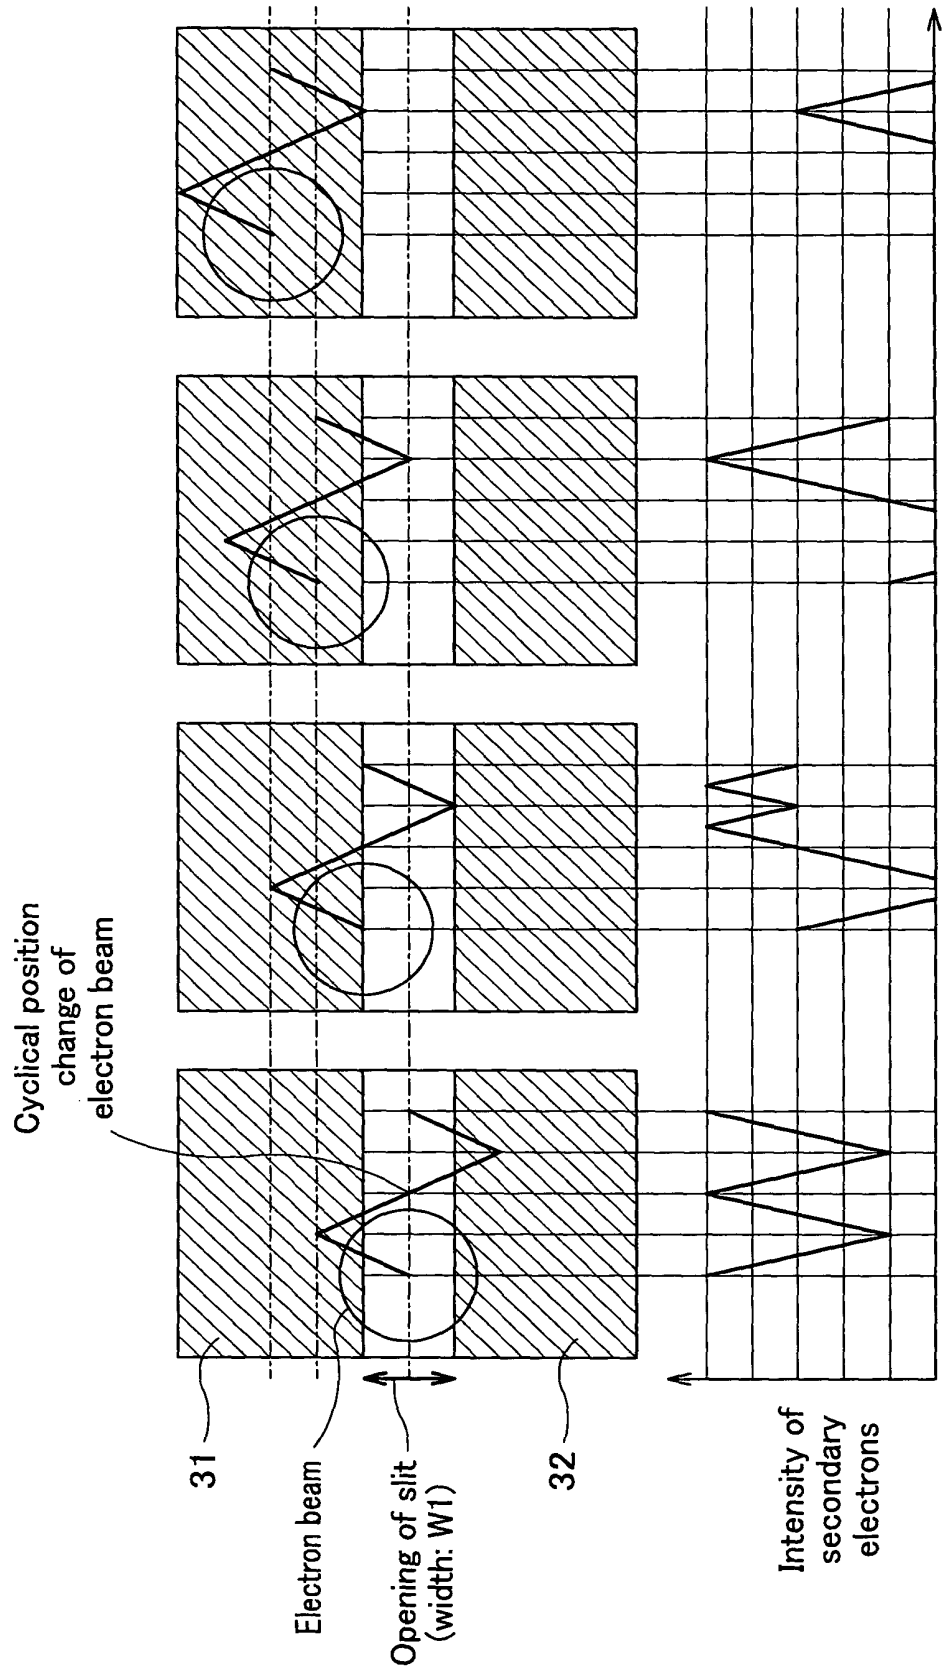 Cyclical position
change of
electron beam
31
Electron beam
Opening of slit
(width: W1)
32
Intensity of
secondary
electrons